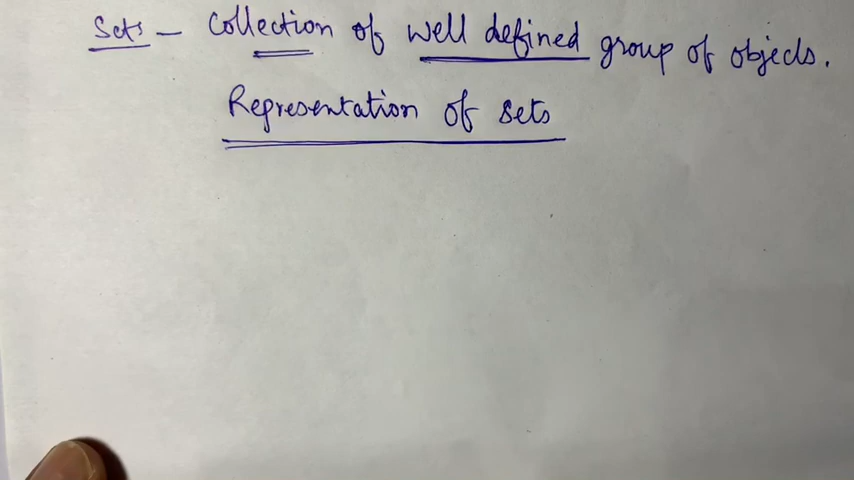 Sets - Collection of well defined group of objects.
Representation of sets